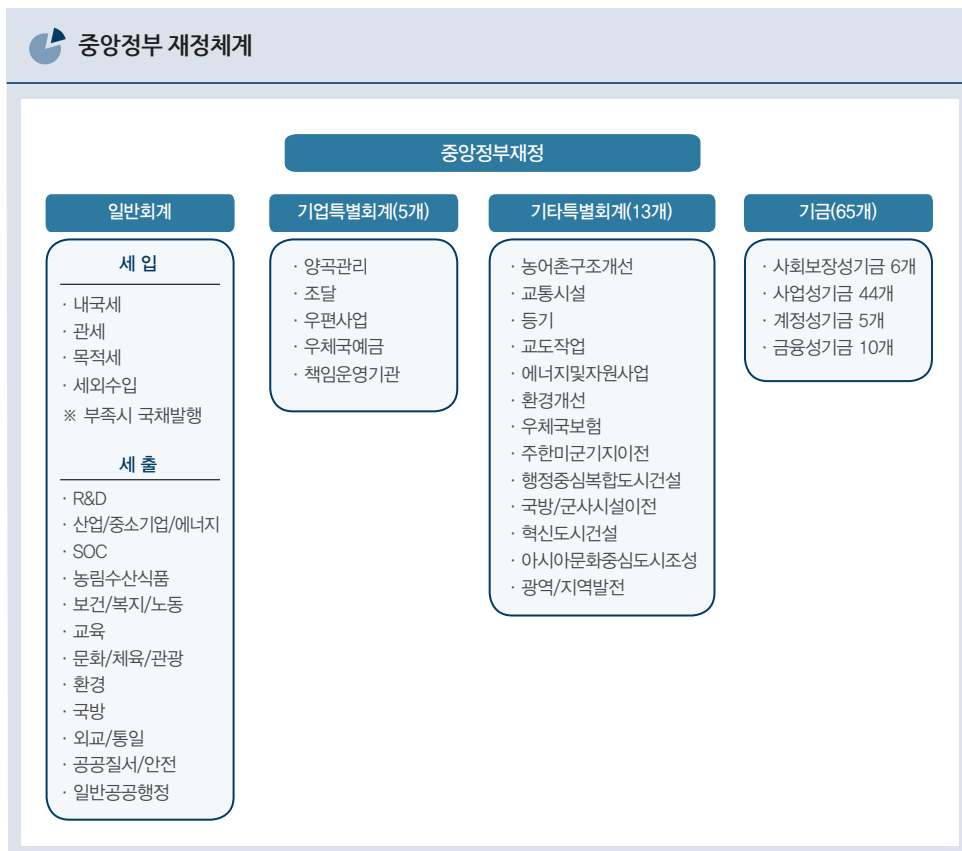 중앙정부 재정체계
중앙정부재정
일반회계
세 입
· 내국세
· 관세
· 목적세
· 세외수입
※ 부족시 국채발행
세 출
· R&D
· 산업/중소기업/에너지
· SOC
· 농림수산식품
· 보건/복지/노동
· 교육
· 문화/체육/관광
· 환경
· 국방
· 외교/통일
· 공공질서/안전
· 일반공공행정
기업특별회계(5개)
· 양곡관리
· 조달
· 우편사업
· 우체국예금
· 책임운영기관
기타특별회계(13개)
· 농어촌구조개선
· 교통시설
· 등기
· 교도작업
· 에너지및자원사업
· 환경개선
· 우체국보험
· 주한미군기지이전
· 행정중심복합도시건설
· 국방/군사시설이전
· 혁신도시건설
· 아시아문화중심도시조성
· 광역/지역발전
기금(65개)
· 사회보장성기금 6개
· 사업성기금 44개
· 계정성기금 5개
· 금융성기금 10개